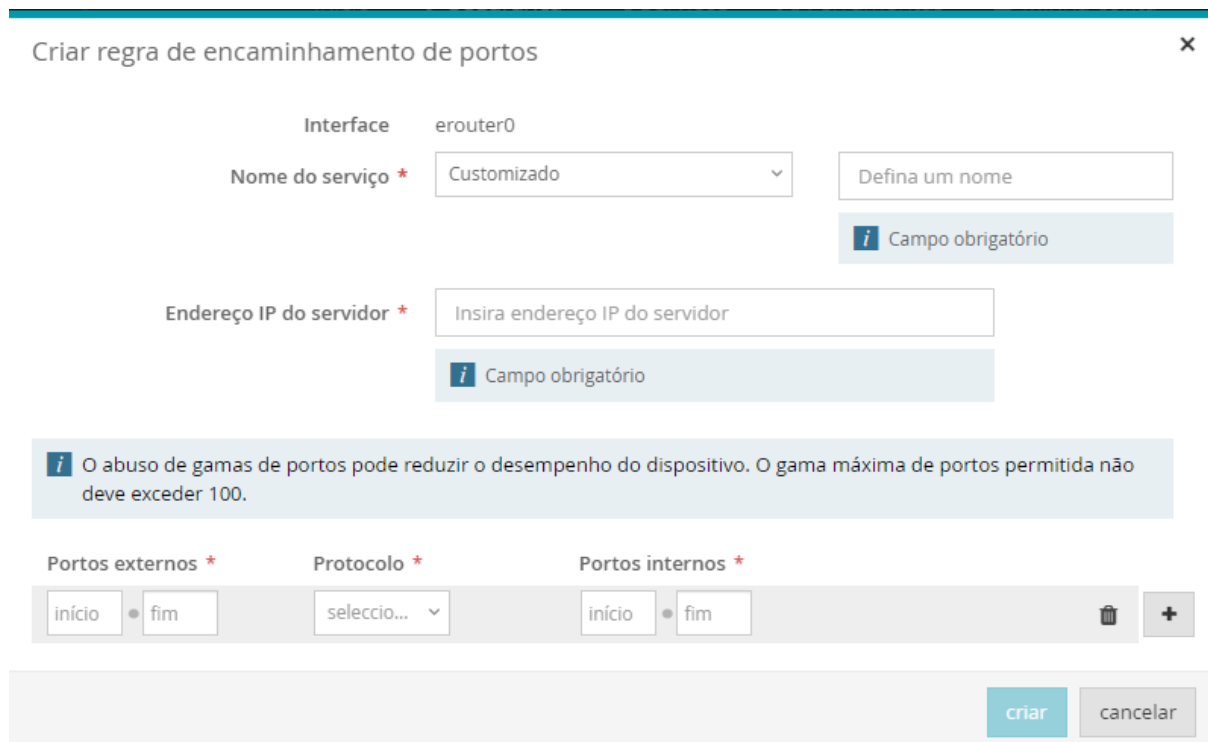 Criar regra de encaminhamento de portos
×
Interface erouter0
Nome do serviço * Customizado Defina um nome
i Campo obrigatório
Endereço IP do servidor * Insira endereço IP do servidor
i Campo obrigatório
i O abuso de gamas de portos pode reduzir o desempenho do dispositivo. O gama máxima de portos permitida não
deve exceder 100.
Portos externos * Protocolo * Portos internos *
início fim seleccio... início fim +
criar cancelar